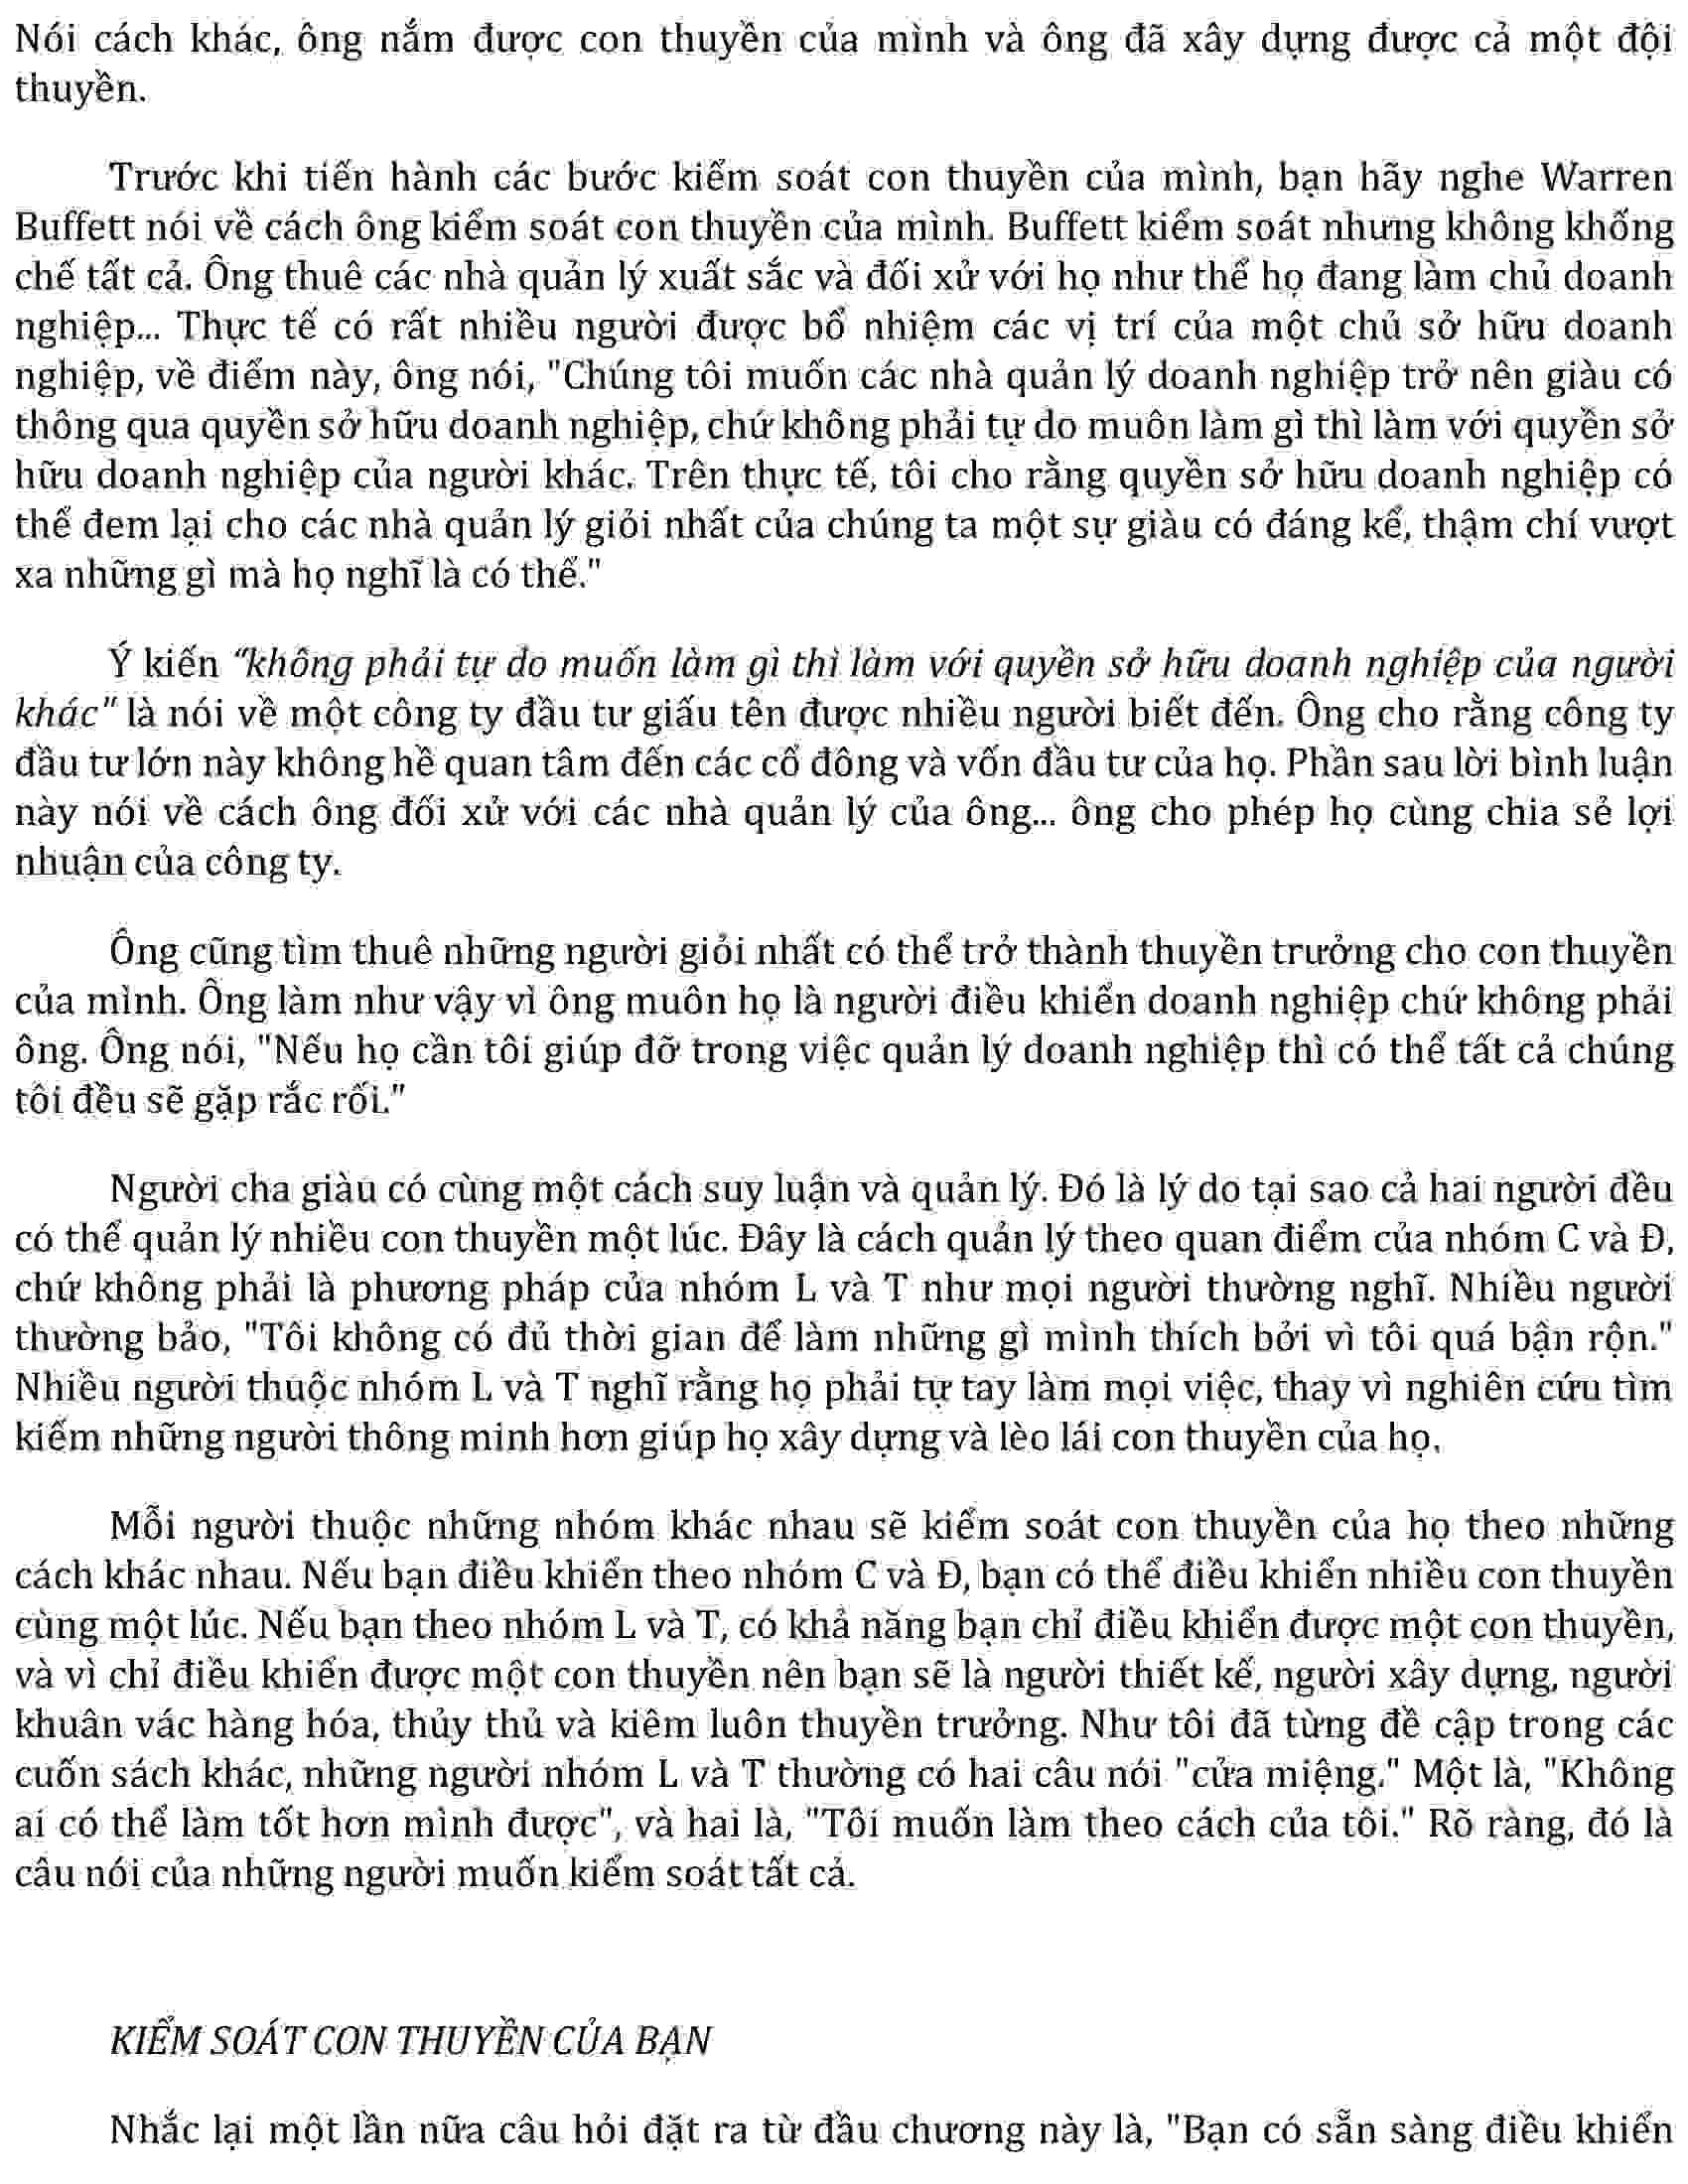 Nói cách khác, ông nắm được con thuyền của mình và ông đã xây dựng được cả một đội
thuyền.
Trước khi tiến hành các bước kiểm soát con thuyền của mình, bạn hãy nghe Warren
Buffett nói về cách ông kiểm soát con thuyền của mình. Buffett kiểm soát nhưng không khống
chế tất cả. Ông thuê các nhà quản lý xuất sắc và đối xử với họ như thể họ đang làm chủ doanh
nghiệp... Thực tế có rất nhiều người được bổ nhiệm các vị trí của một chủ sở hữu doanh
nghiệp, về điểm này, ông nói, "Chúng tôi muốn các nhà quản lý doanh nghiệp trở nên giàu có
thông qua quyền sở hữu doanh nghiệp, chứ không phải tự do muôn làm gì thì làm với quyền sở
hữu doanh nghiệp của người khác. Trên thực tế, tôi cho rằng quyền sở hữu doanh nghiệp có
thể đem lại cho các nhà quản lý giỏi nhất của chúng ta một sự giàu có đáng kể, thậm chí vượt
xa những gì mà họ nghĩ là có thể."
Ý kiến “không phải tự do muốn làm gì thì làm với quyền sở hữu doanh nghiệp của người
khác" là nói về một công ty đầu tư giấu tên được nhiều người biết đến. Ông cho rằng công ty
đầu tư lớn này không hề quan tâm đến các cổ đông và vốn đầu tư của họ. Phần sau lời bình luận
này nói về cách ông đối xử với các nhà quản lý của ông... ông cho phép họ cùng chia sẻ lợi
nhuận của công ty.
Ông cũng tìm thuê những người giỏi nhất có thể trở thành thuyền trưởng cho con thuyền
của mình. Ông làm như vậy vì ông muôn họ là người điều khiển doanh nghiệp chứ không phải
ông. Ông nói, "Nếu họ cần tôi giúp đỡ trong việc quản lý doanh nghiệp thì có thể tất cả chúng
tôi đều sẽ gặp rắc rối."
Người cha giàu có cùng một cách suy luận và quản lý. Đó là lý do tại sao cả hai người đều
có thể quản lý nhiều con thuyền một lúc. Đây là cách quản lý theo quan điểm của nhóm C và Đ,
chứ không phải là phương pháp của nhóm L và T như mọi người thường nghĩ. Nhiều người
thường bảo, "Tôi không có đủ thời gian để làm những gì mình thích bởi vì tôi quá bận rộn."
Nhiều người thuộc nhóm L và T nghĩ rằng họ phải tự tay làm mọi việc, thay vì nghiên cứu tìm
kiếm những người thông minh hơn giúp họ xây dựng và lèo lái con thuyền của họ.
Mỗi người thuộc những nhóm khác nhau sẽ kiểm soát con thuyền của họ theo những
cách khác nhau. Nếu bạn điều khiển theo nhóm C và Đ, bạn có thể điều khiển nhiều con thuyền
cùng một lúc. Nếu bạn theo nhóm L và T, có khả năng bạn chỉ điều khiển được một con thuyền,
và vì chỉ điều khiển được một con thuyền nên bạn sẽ là người thiết kế, người xây dựng, người
khuân vác hàng hóa, thủy thủ và kiêm luôn thuyền trưởng. Như tôi đã từng đề cập trong các
cuốn sách khác, những người nhóm L và T thường có hai câu nói "cửa miệng." Một là, "Không
ai có thể làm tốt hơn mình được", và hai là, "Tôi muốn làm theo cách của tôi." Rõ ràng, đó là
câu nói của những người muốn kiểm soát tất cả.
KIỂM SOÁT CON THUYỀN CỦA BẠN
Nhắc lại một lần nữa câu hỏi đặt ra từ đầu chương này là, "Bạn có sẵn sàng điều khiển